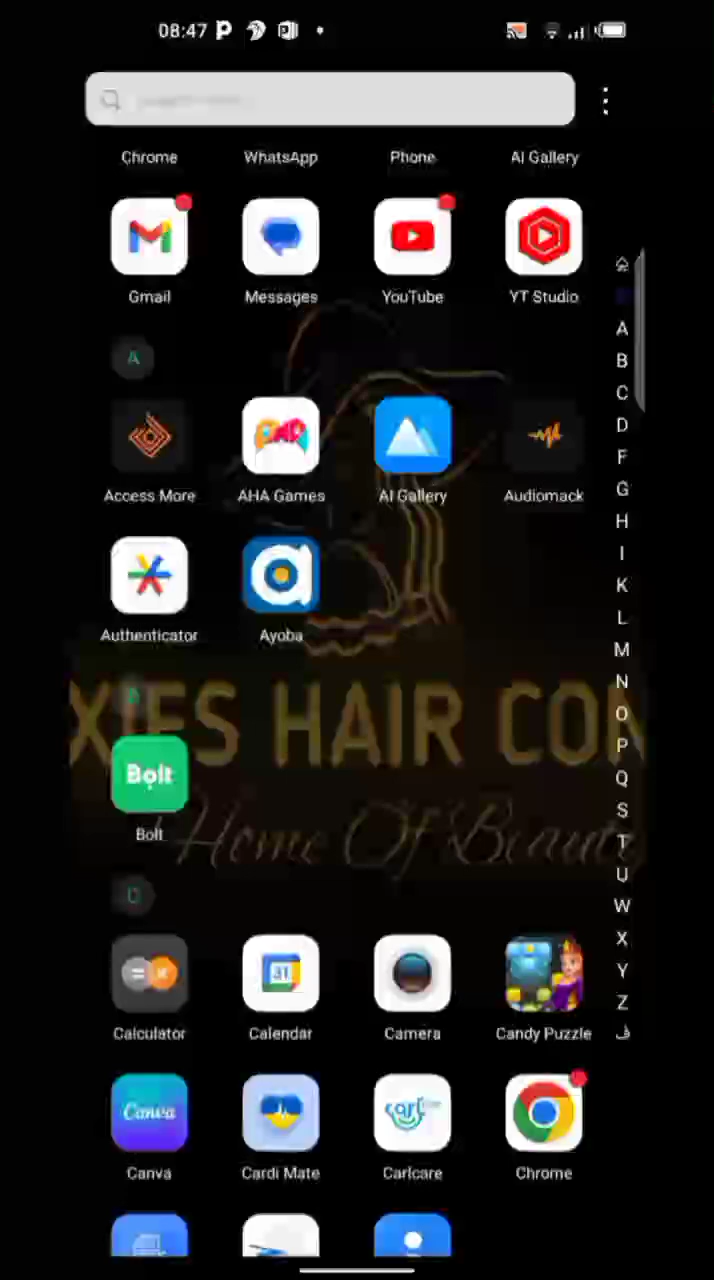 08:47
Chrome WhatsApp Phone AI Gallery
Gmail Messages YouTube YT Studio
A
Access More AHA Games AI Gallery Audiomack
Authenticator Ayoba
XIES HAIR CON
Bolt
Bolt
Home Of Beaut
C
31
Calculator Calendar Camera Candy Puzzle
Canva
Canva Cardi Mate Carlcare Chrome
A
B
C
D
F
G
H
I
K
L
M
N
O
P
Q
S
T
U
W
X
Y
Z